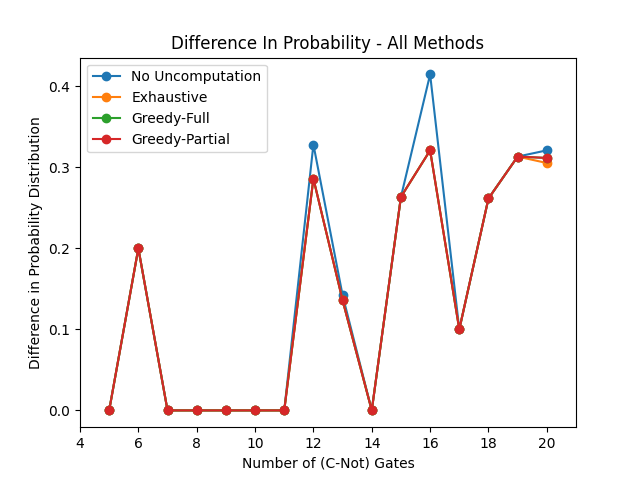 Difference In Probability - All Methods
No Uncomputation
Exhaustive
Greedy-Full
Greedy-Partial
Difference in Probability Distribution
0.4
0.3
0.2
0.1
0.0
4 6 8 10 12 14 16 18 20
Number of (C-Not) Gates